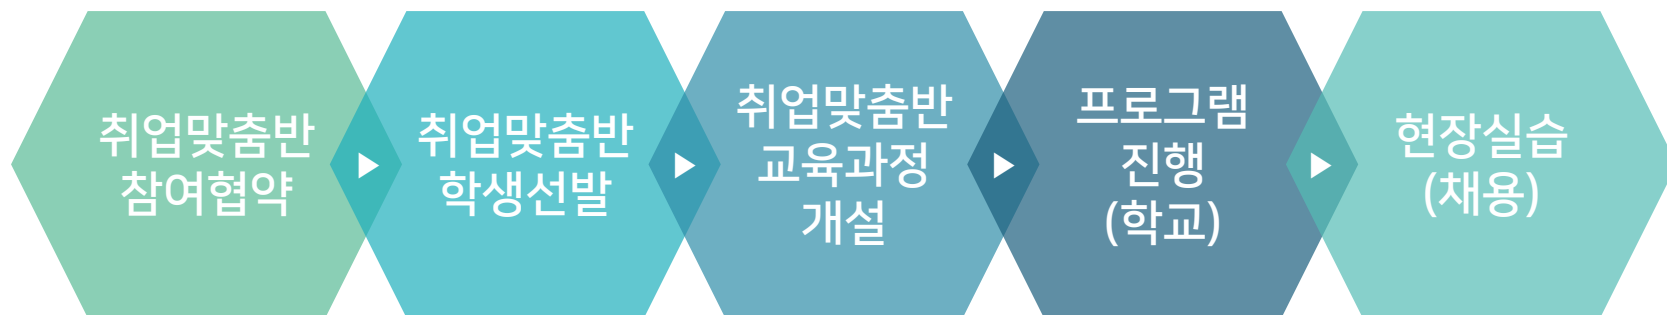 취업맞춤반
참여협약
취업맞춤반
학생선발
취업맞춤반
교육과정
개설
프로그램
진행
(학교)
현장실습
(채용)